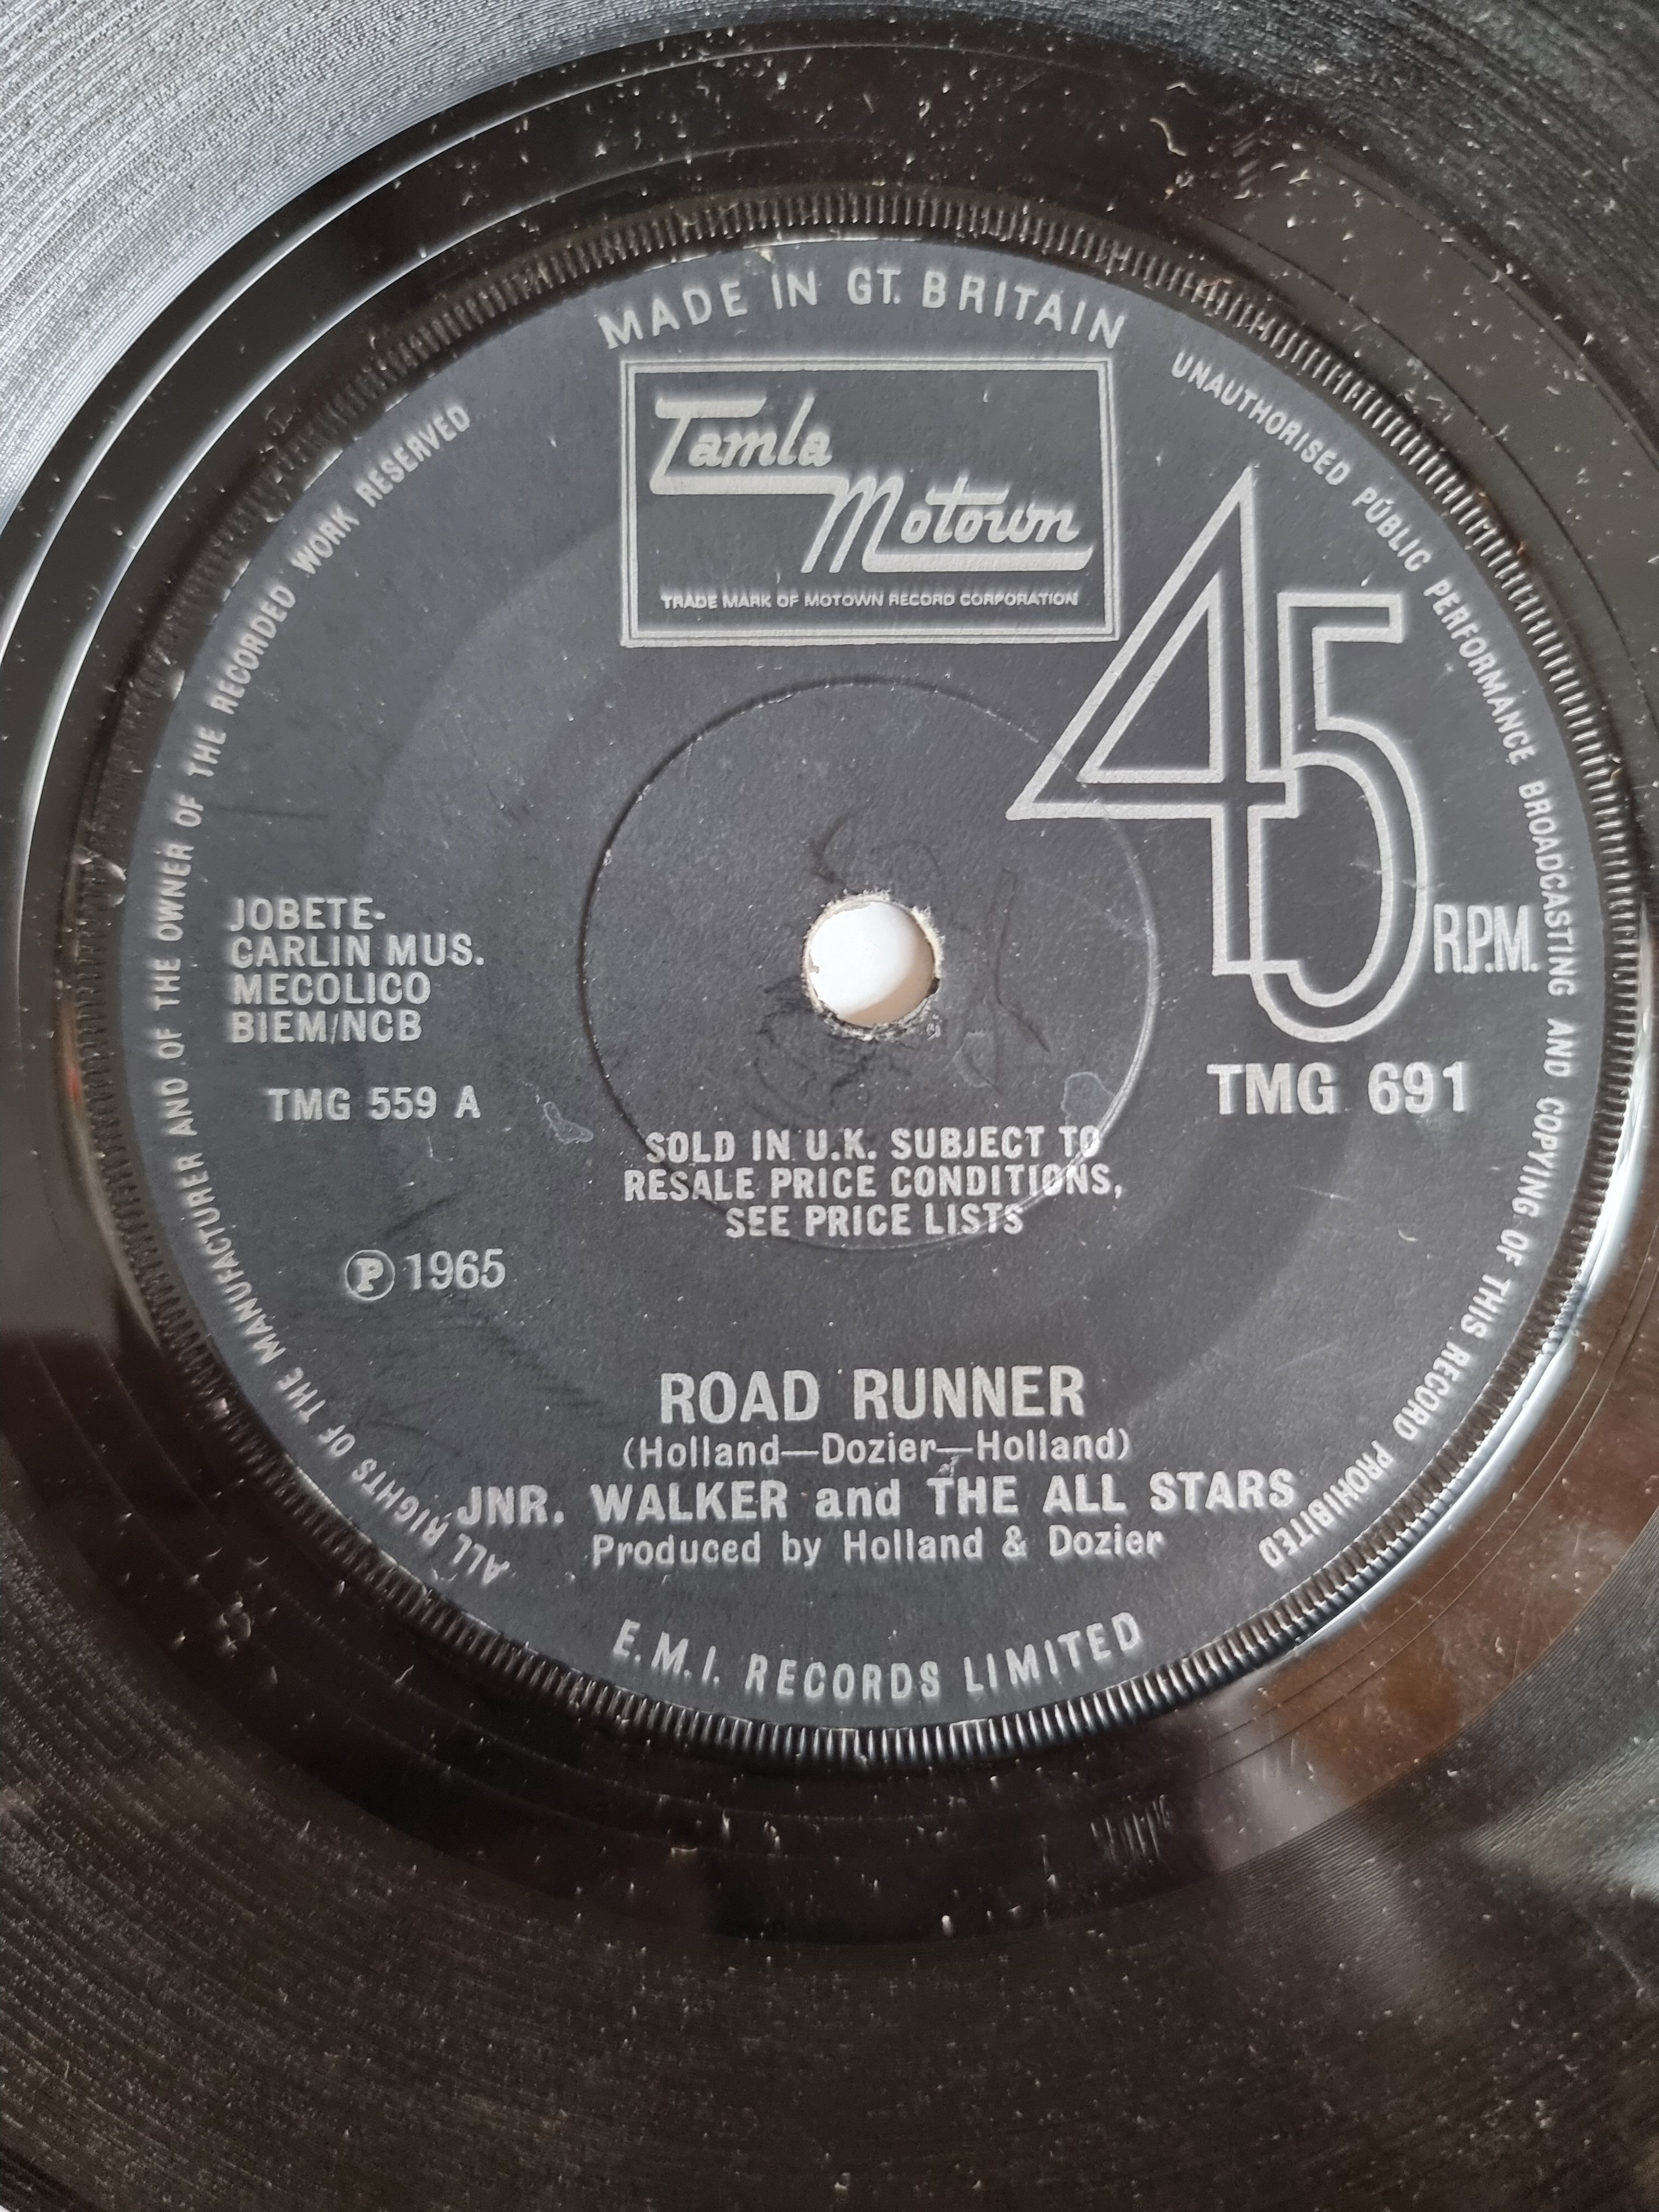 MADE IN GT. BRITAIN
Tamla
Motown
TRADE MARK OF MOTOWN RECORD CORPORATION
45
R.P.M.
JOBETE-
CARLIN MUS.
MECOLICO
BIEM/NCB
TMG 559 A
TMG 691
SOLD IN U.K. SUBJECT TO
RESALE PRICE CONDITIONS,
SEE PRICE LISTS
Ⓟ 1965
ROAD RUNNER
(Holland—Dozier—Holland)
JNR. WALKER and THE ALL STARS
Produced by Holland & Dozier
E.M.I. RECORDS LIMITED
ALL RIGHTS OF THE MANUFACTURER AND OF THE OWNER OF THE RECORDED WORK RESERVED
UNAUTHORISED PUBLIC PERFORMANCE BROADCASTING AND COPYING OF THIS RECORD PROHIBITED